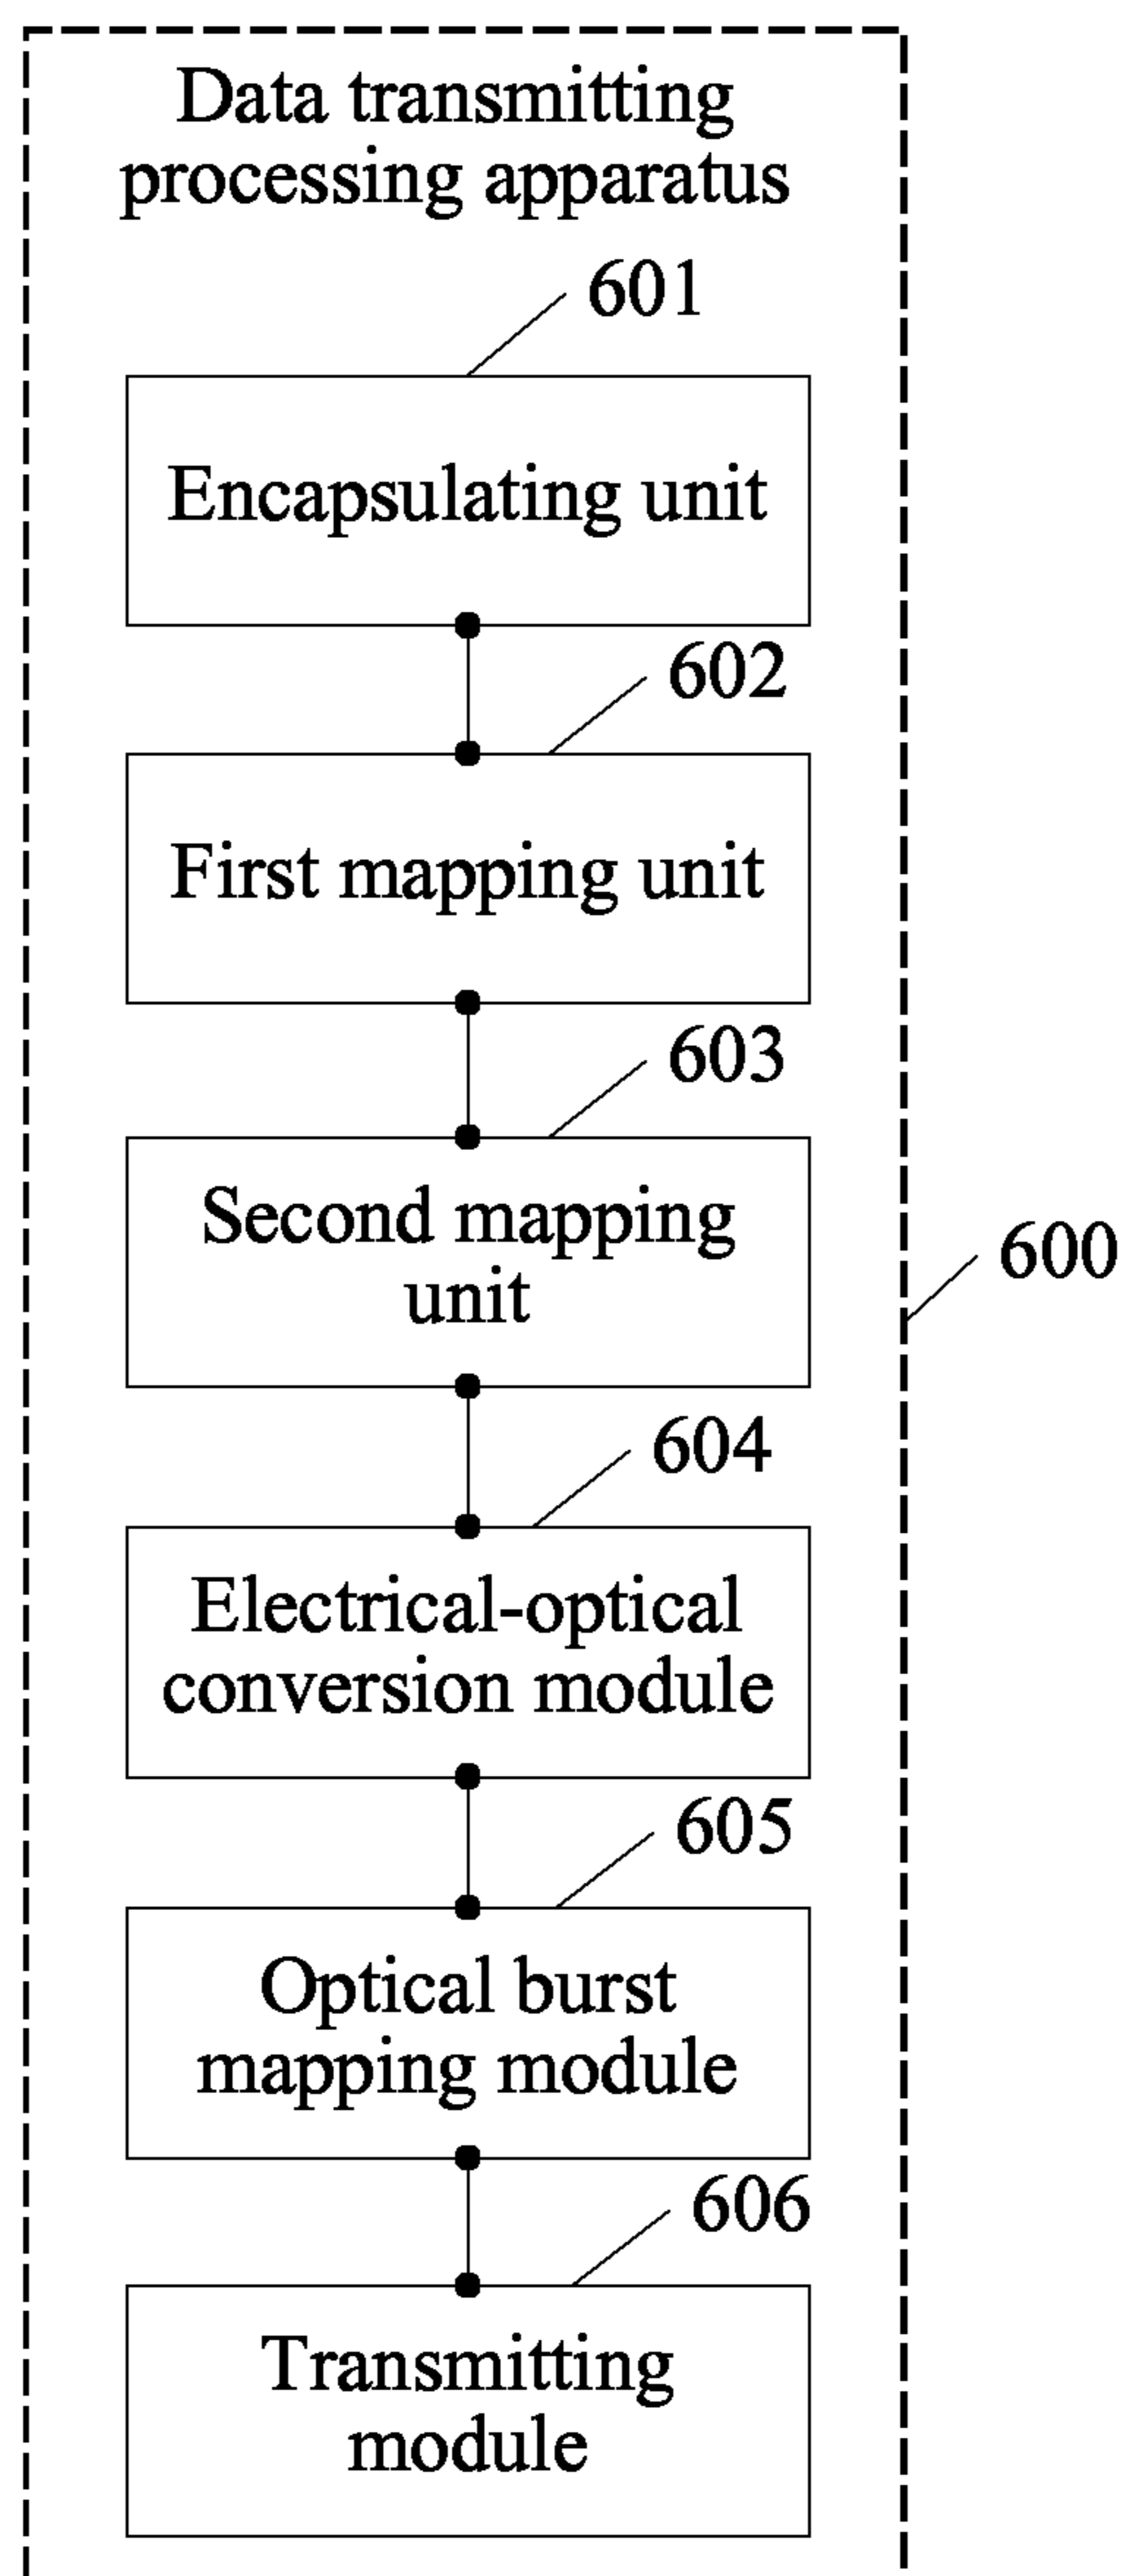 Data transmitting
processing apparatus
601
Encapsulating unit
602
First mapping unit
603
Second mapping
unit
600
604
Electrical-optical
conversion module
605
Optical burst
mapping module
606
Transmitting
module